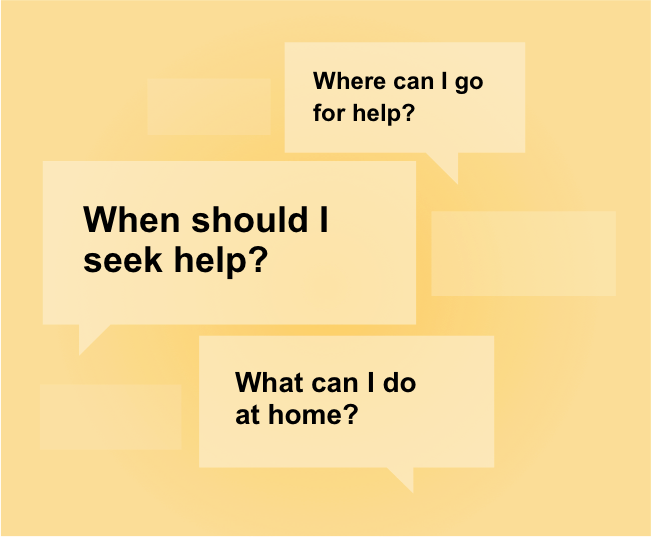 Where can I go
for help?
When should I
seek help?
What can I do
at home?